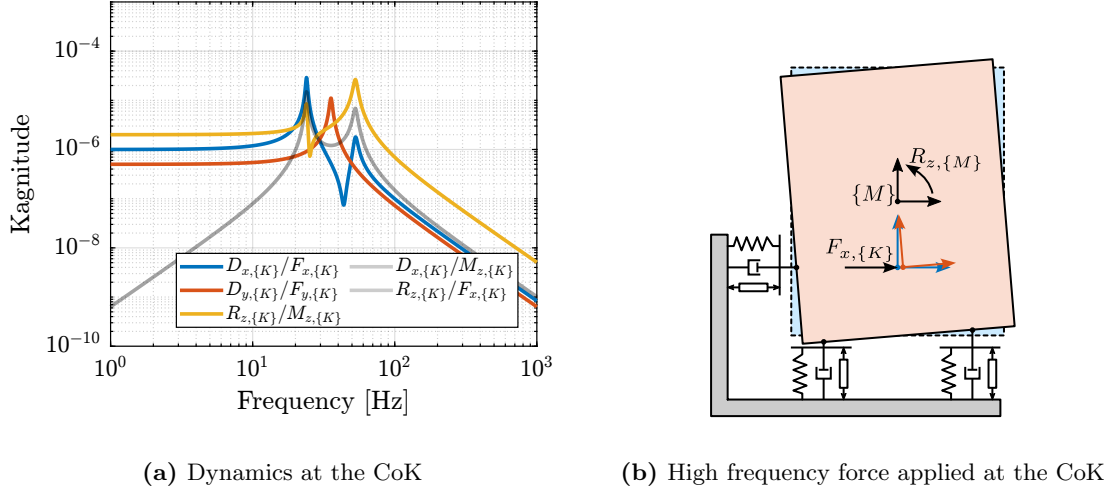 10^{-4}
10^{-6}
10^{-8}
10^{-10}
Kagnitude
D_{x,\{K\}}/F_{x,\{K\}}
D_{y,\{K\}}/F_{y,\{K\}}
R_{z,\{K\}}/M_{z,\{K\}}
D_{x,\{K\}}/M_{z,\{K\}}
R_{z,\{K\}}/F_{x,\{K\}}
10^0
10^1
10^2
10^3
Frequency [Hz]
(a) Dynamics at the CoK
R_{z,\{M\}}
\{M\}
F_{x,\{K\}}
(b) High frequency force applied at the CoK